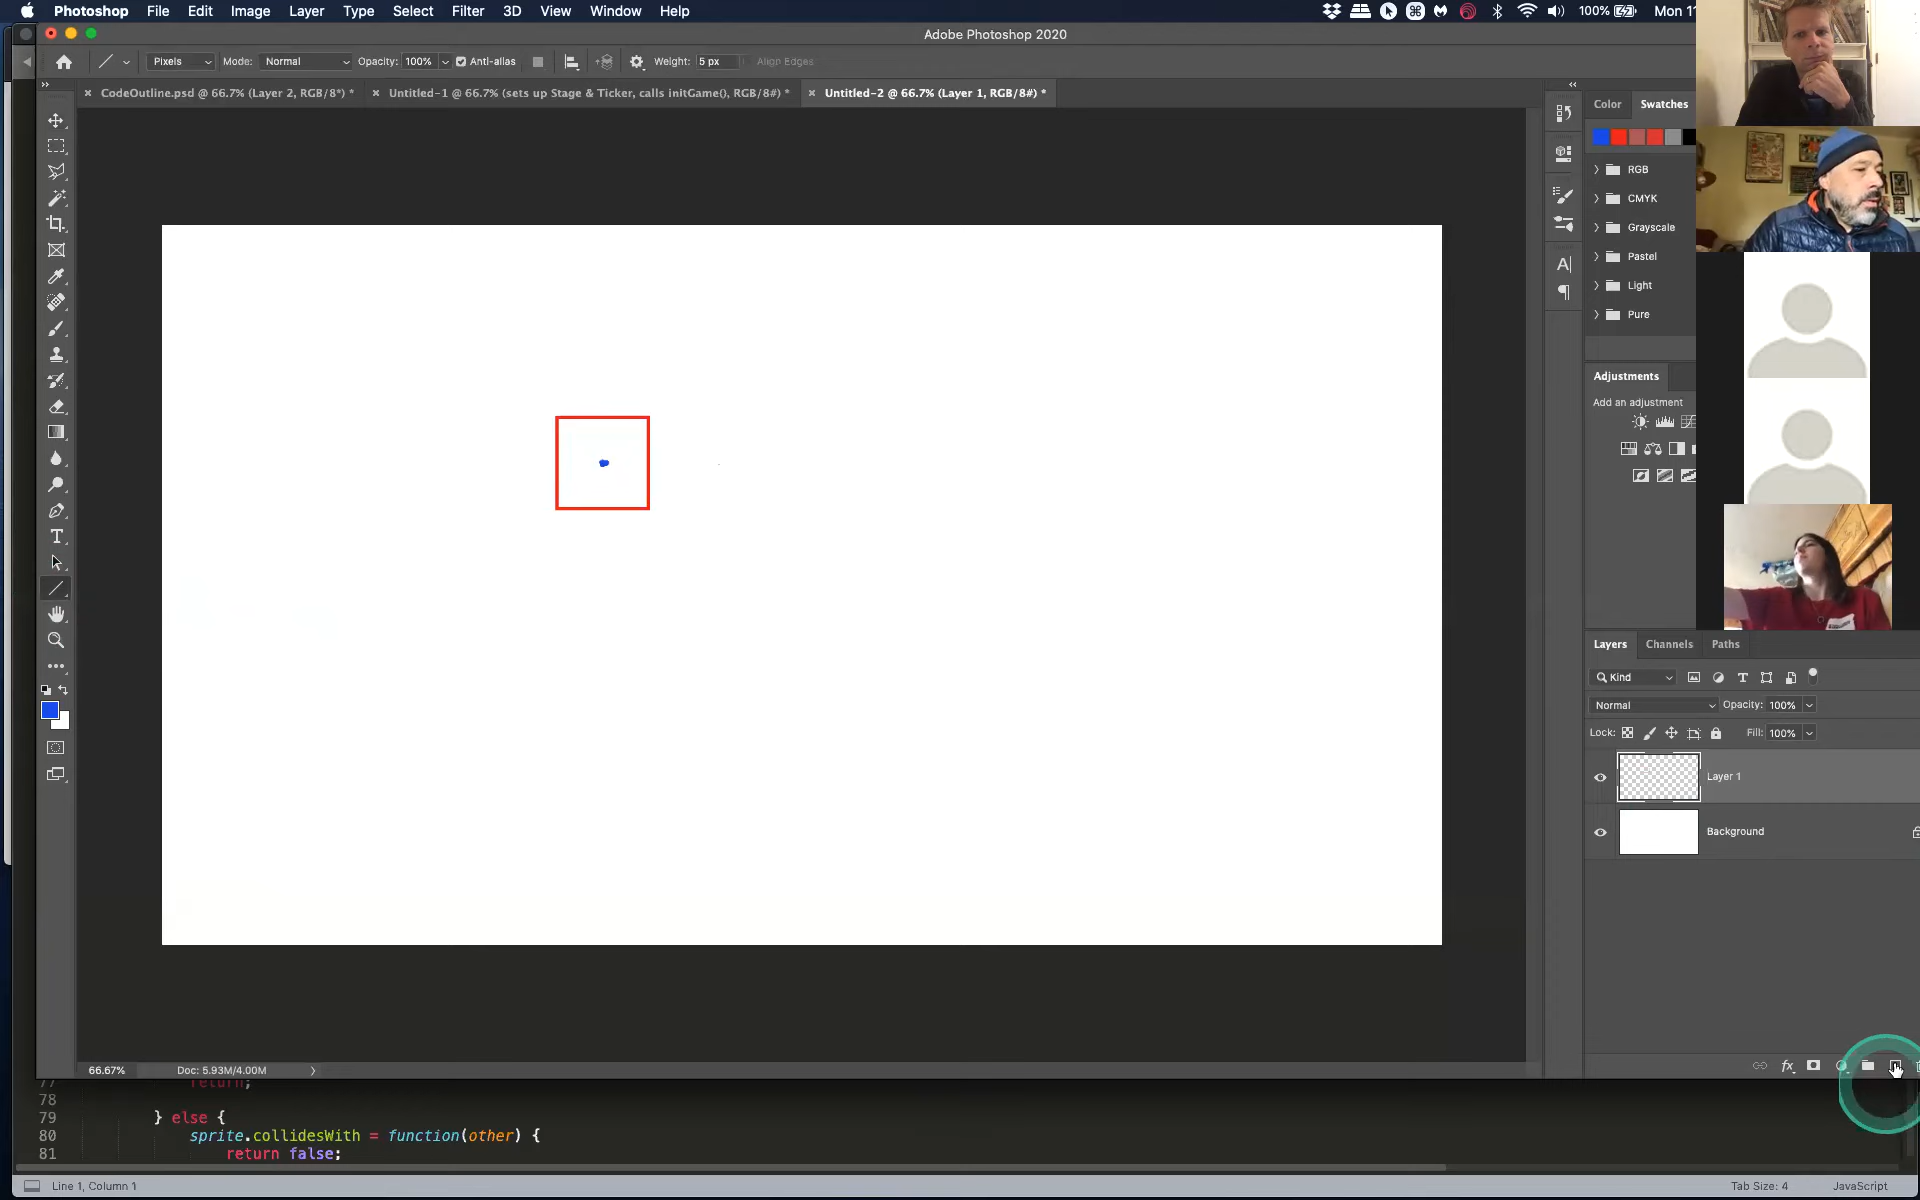 Photoshop File Edit Image Layer Type Select Filter 3D View Window Help 100% Mon 11
Adobe Photoshop 2020
Pixels Mode: Normal Opacity: 100% Anti-alias Weight: 5 px Align Edges
CodeOutline.psd @ 66.7% (Layer 2, RGB/8*) * Untitled-1 @ 66.7% (sets up Stage & Ticker, calls initGame(), RGB/8#) * Untitled-2 @ 66.7% (Layer 1, RGB/8#) *
Color Swatches
RGB
CMYK
Grayscale
Pastel
Light
Pure
Adjustments
Add an adjustment
Layers Channels Paths
Kind
Normal Opacity: 100%
Lock: Fill: 100%
Layer 1
Background
66.67% Doc: 5.93M/4.00M
77 return;
78
79 } else {
80 sprite.collidesWith = function(other) {
81 return false;
Line 1, Column 1 Tab Size: 4 JavaScript